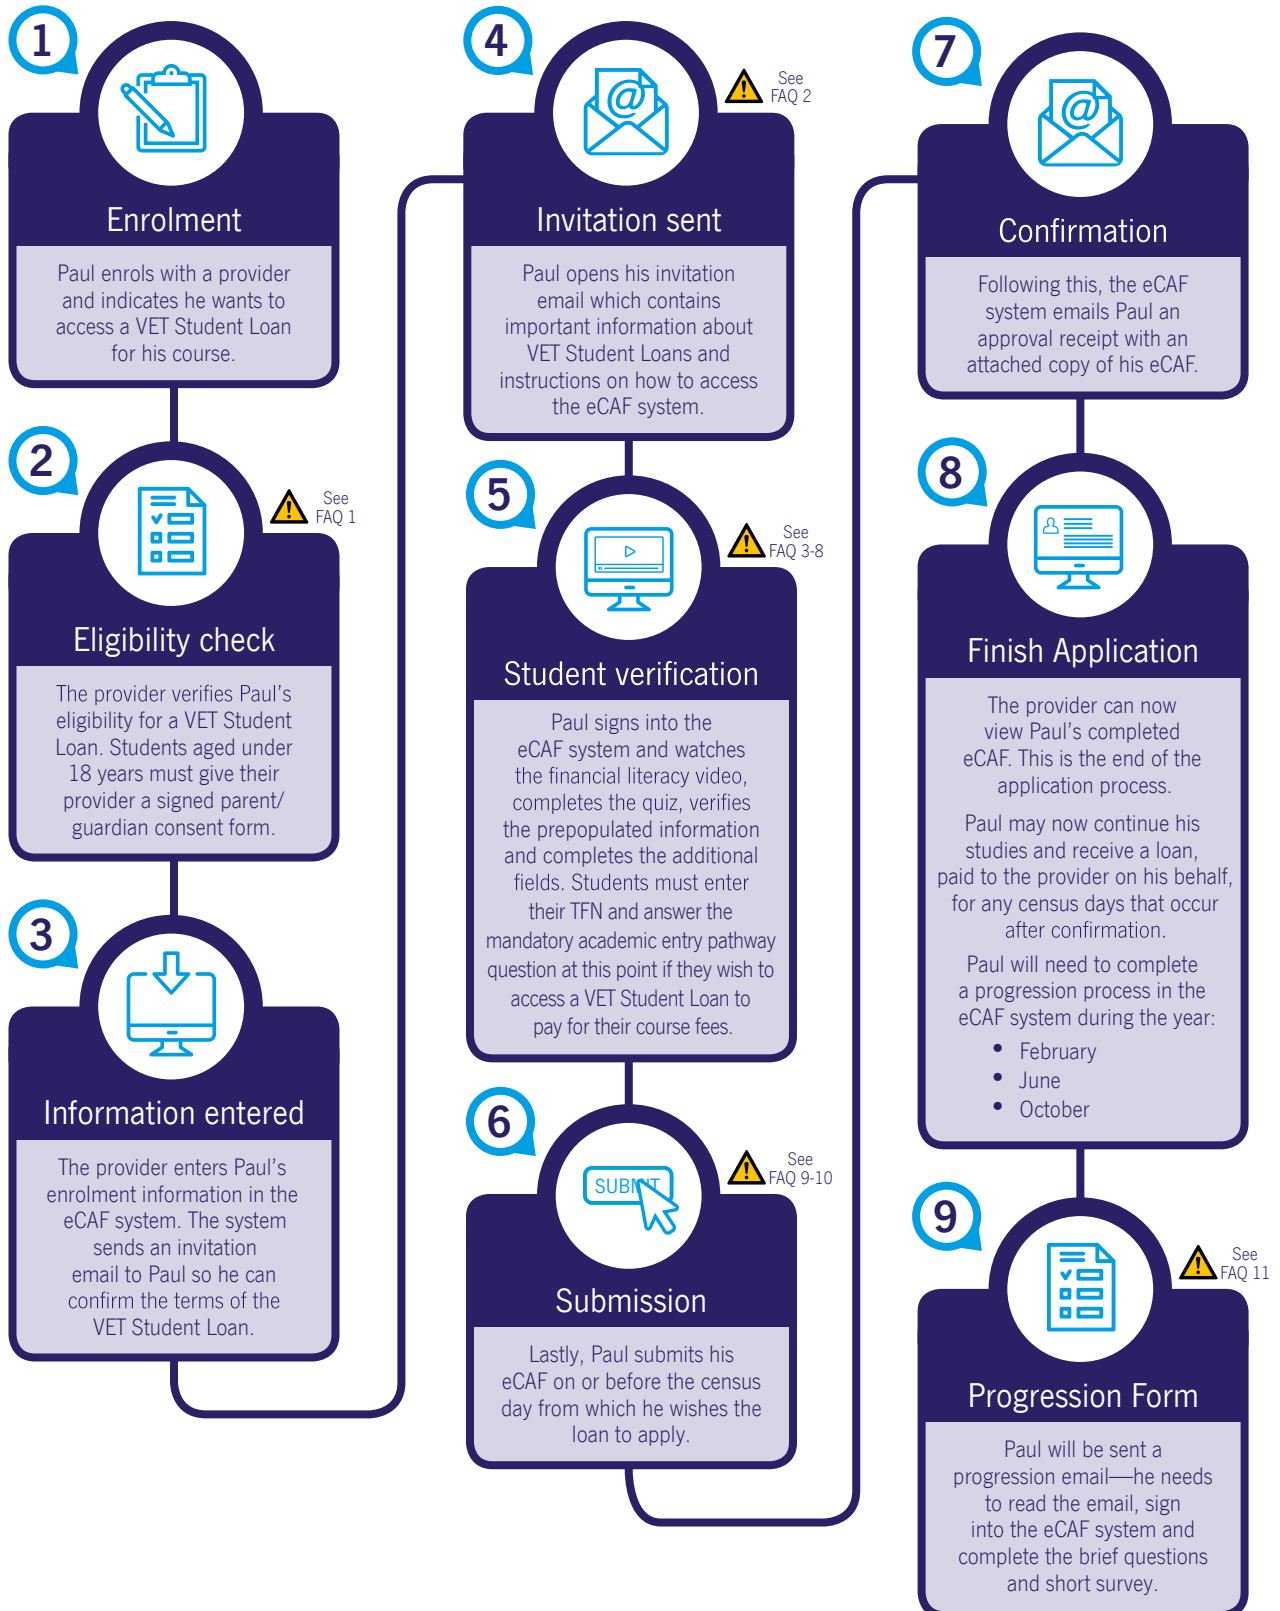 1
Enrolment
Paul enrols with a provider
and indicates he wants to
access a VET Student Loan
for his course.
2
See
FAQ 1
Eligibility check
The provider verifies Paul's
eligibility for a VET Student
Loan. Students aged under
18 years must give their
provider a signed parent/
guardian consent form.
3
Information entered
The provider enters Paul's
enrolment information in the
eCAF system. The system
sends an invitation
email to Paul so he can
confirm the terms of the
VET Student Loan.
4
@
See
FAQ 2
Invitation sent
Paul opens his invitation
email which contains
important information about
VET Student Loans and
instructions on how to access
the eCAF system.
5
See
FAQ 3-8
Student verification
Paul signs into the
eCAF system and watches
the financial literacy video,
completes the quiz, verifies
the prepopulated information
and completes the additional
fields. Students must enter
their TFN and answer the
mandatory academic entry pathway
question at this point if they wish to
access a VET Student Loan to
pay for their course fees.
6
SUBMIT
See
FAQ 9-10
Submission
Lastly, Paul submits his
eCAF on or before the census
day from which he wishes the
loan to apply.
7
@
Confirmation
Following this, the eCAF
system emails Paul an
approval receipt with an
attached copy of his eCAF.
8
Finish Application
The provider can now
view Paul's completed
eCAF. This is the end of the
application process.
Paul may now continue his
studies and receive a loan,
paid to the provider on his behalf,
for any census days that occur
after confirmation.
Paul will need to complete
a progression process in the
eCAF system during the year:
• February
• June
• October
9
See
FAQ 11
Progression Form
Paul will be sent a
progression email—he needs
to read the email, sign
into the eCAF system and
complete the brief questions
and short survey.